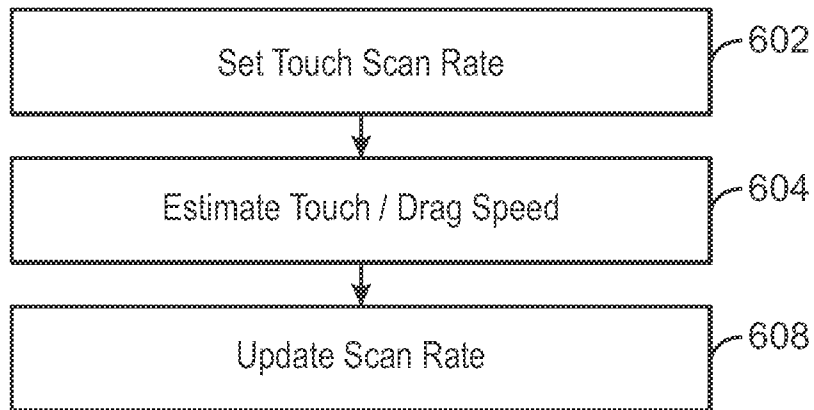 Set Touch Scan Rate
602
Estimate Touch / Drag Speed
604
Update Scan Rate
608